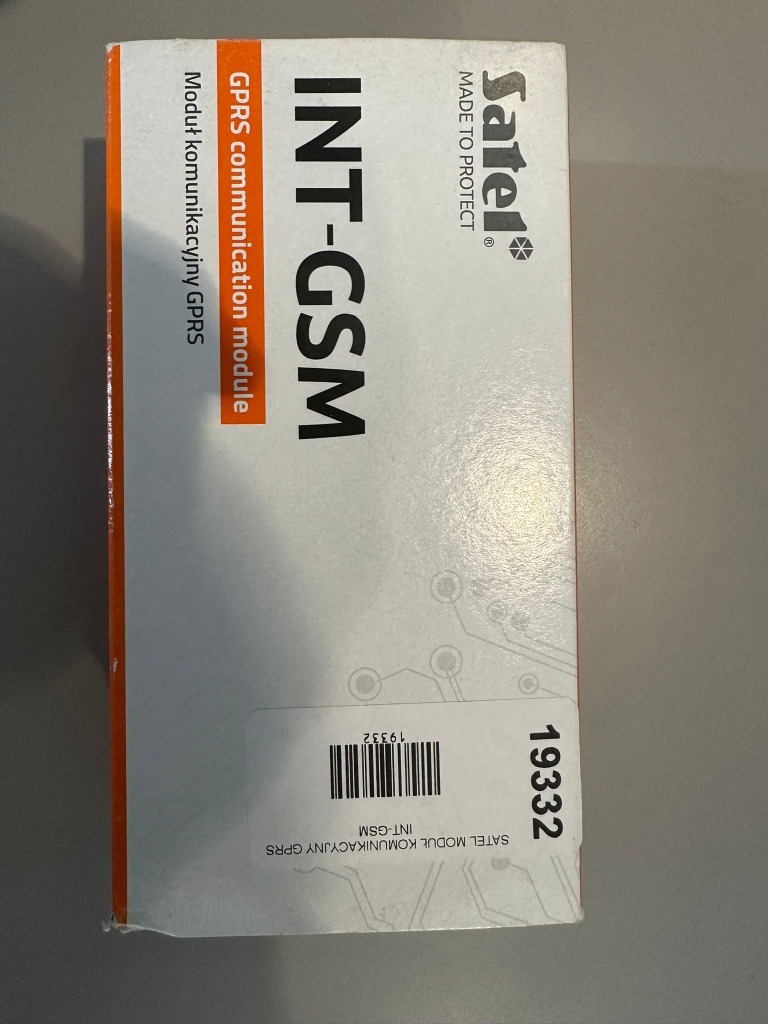 Satel®
MADE TO PROTECT
INT-GSM
GPRS communication module
Moduł komunikacyjny GPRS
19332
SATEL MODUŁ KOMUNIKACYJNY GPRS
INT-GSM
19332